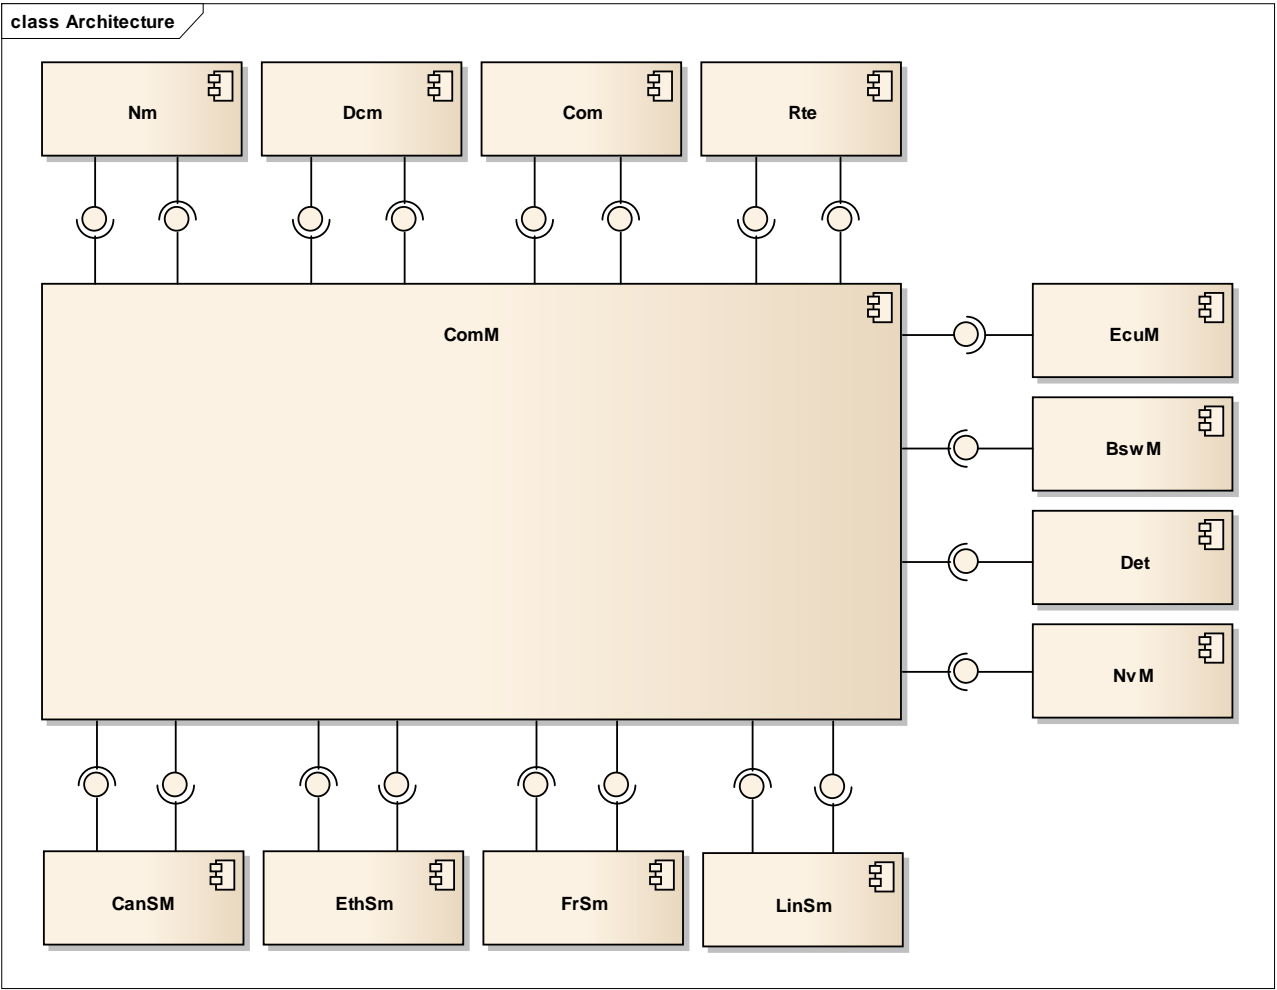 class Architecture
Nm
Dcm
Com
Rte
ComM
EcuM
BswM
Det
NvM
CanSM
EthSm
FrSm
LinSm